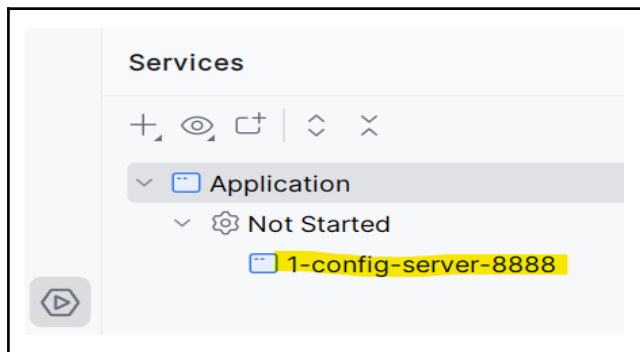 Services
Application
Not Started
1-config-server-8888